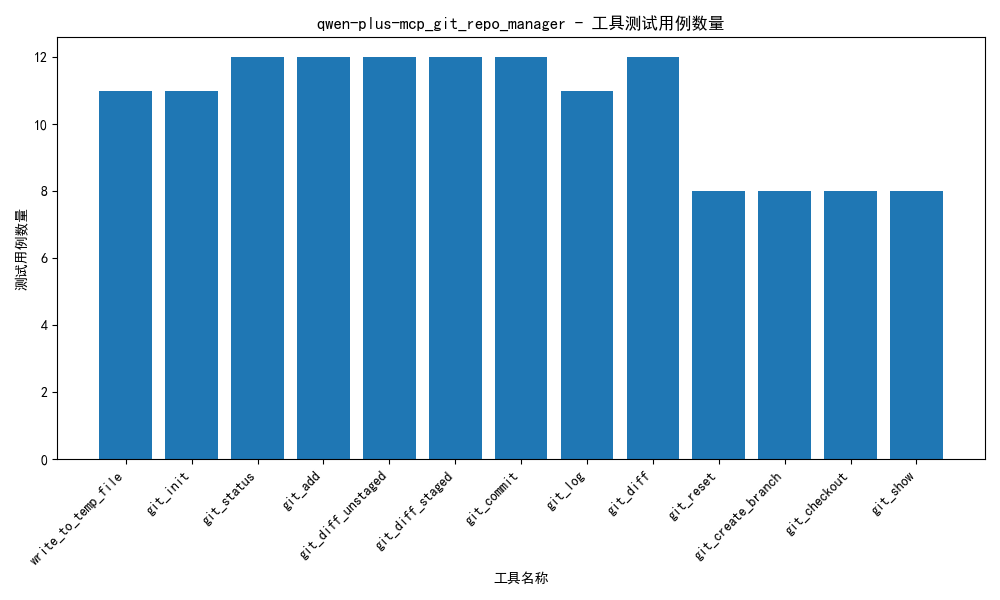 qwen-plus-mcp_git_repo_manager - 工具测试用例数量
测试用例数量
12
10
8
6
4
2
0
write_to_temp_file
git_init
git_status
git_add
git_diff_unstaged
git_diff_staged
git_commit
git_log
git_diff
git_reset
git_create_branch
git_checkout
git_show
工具名称